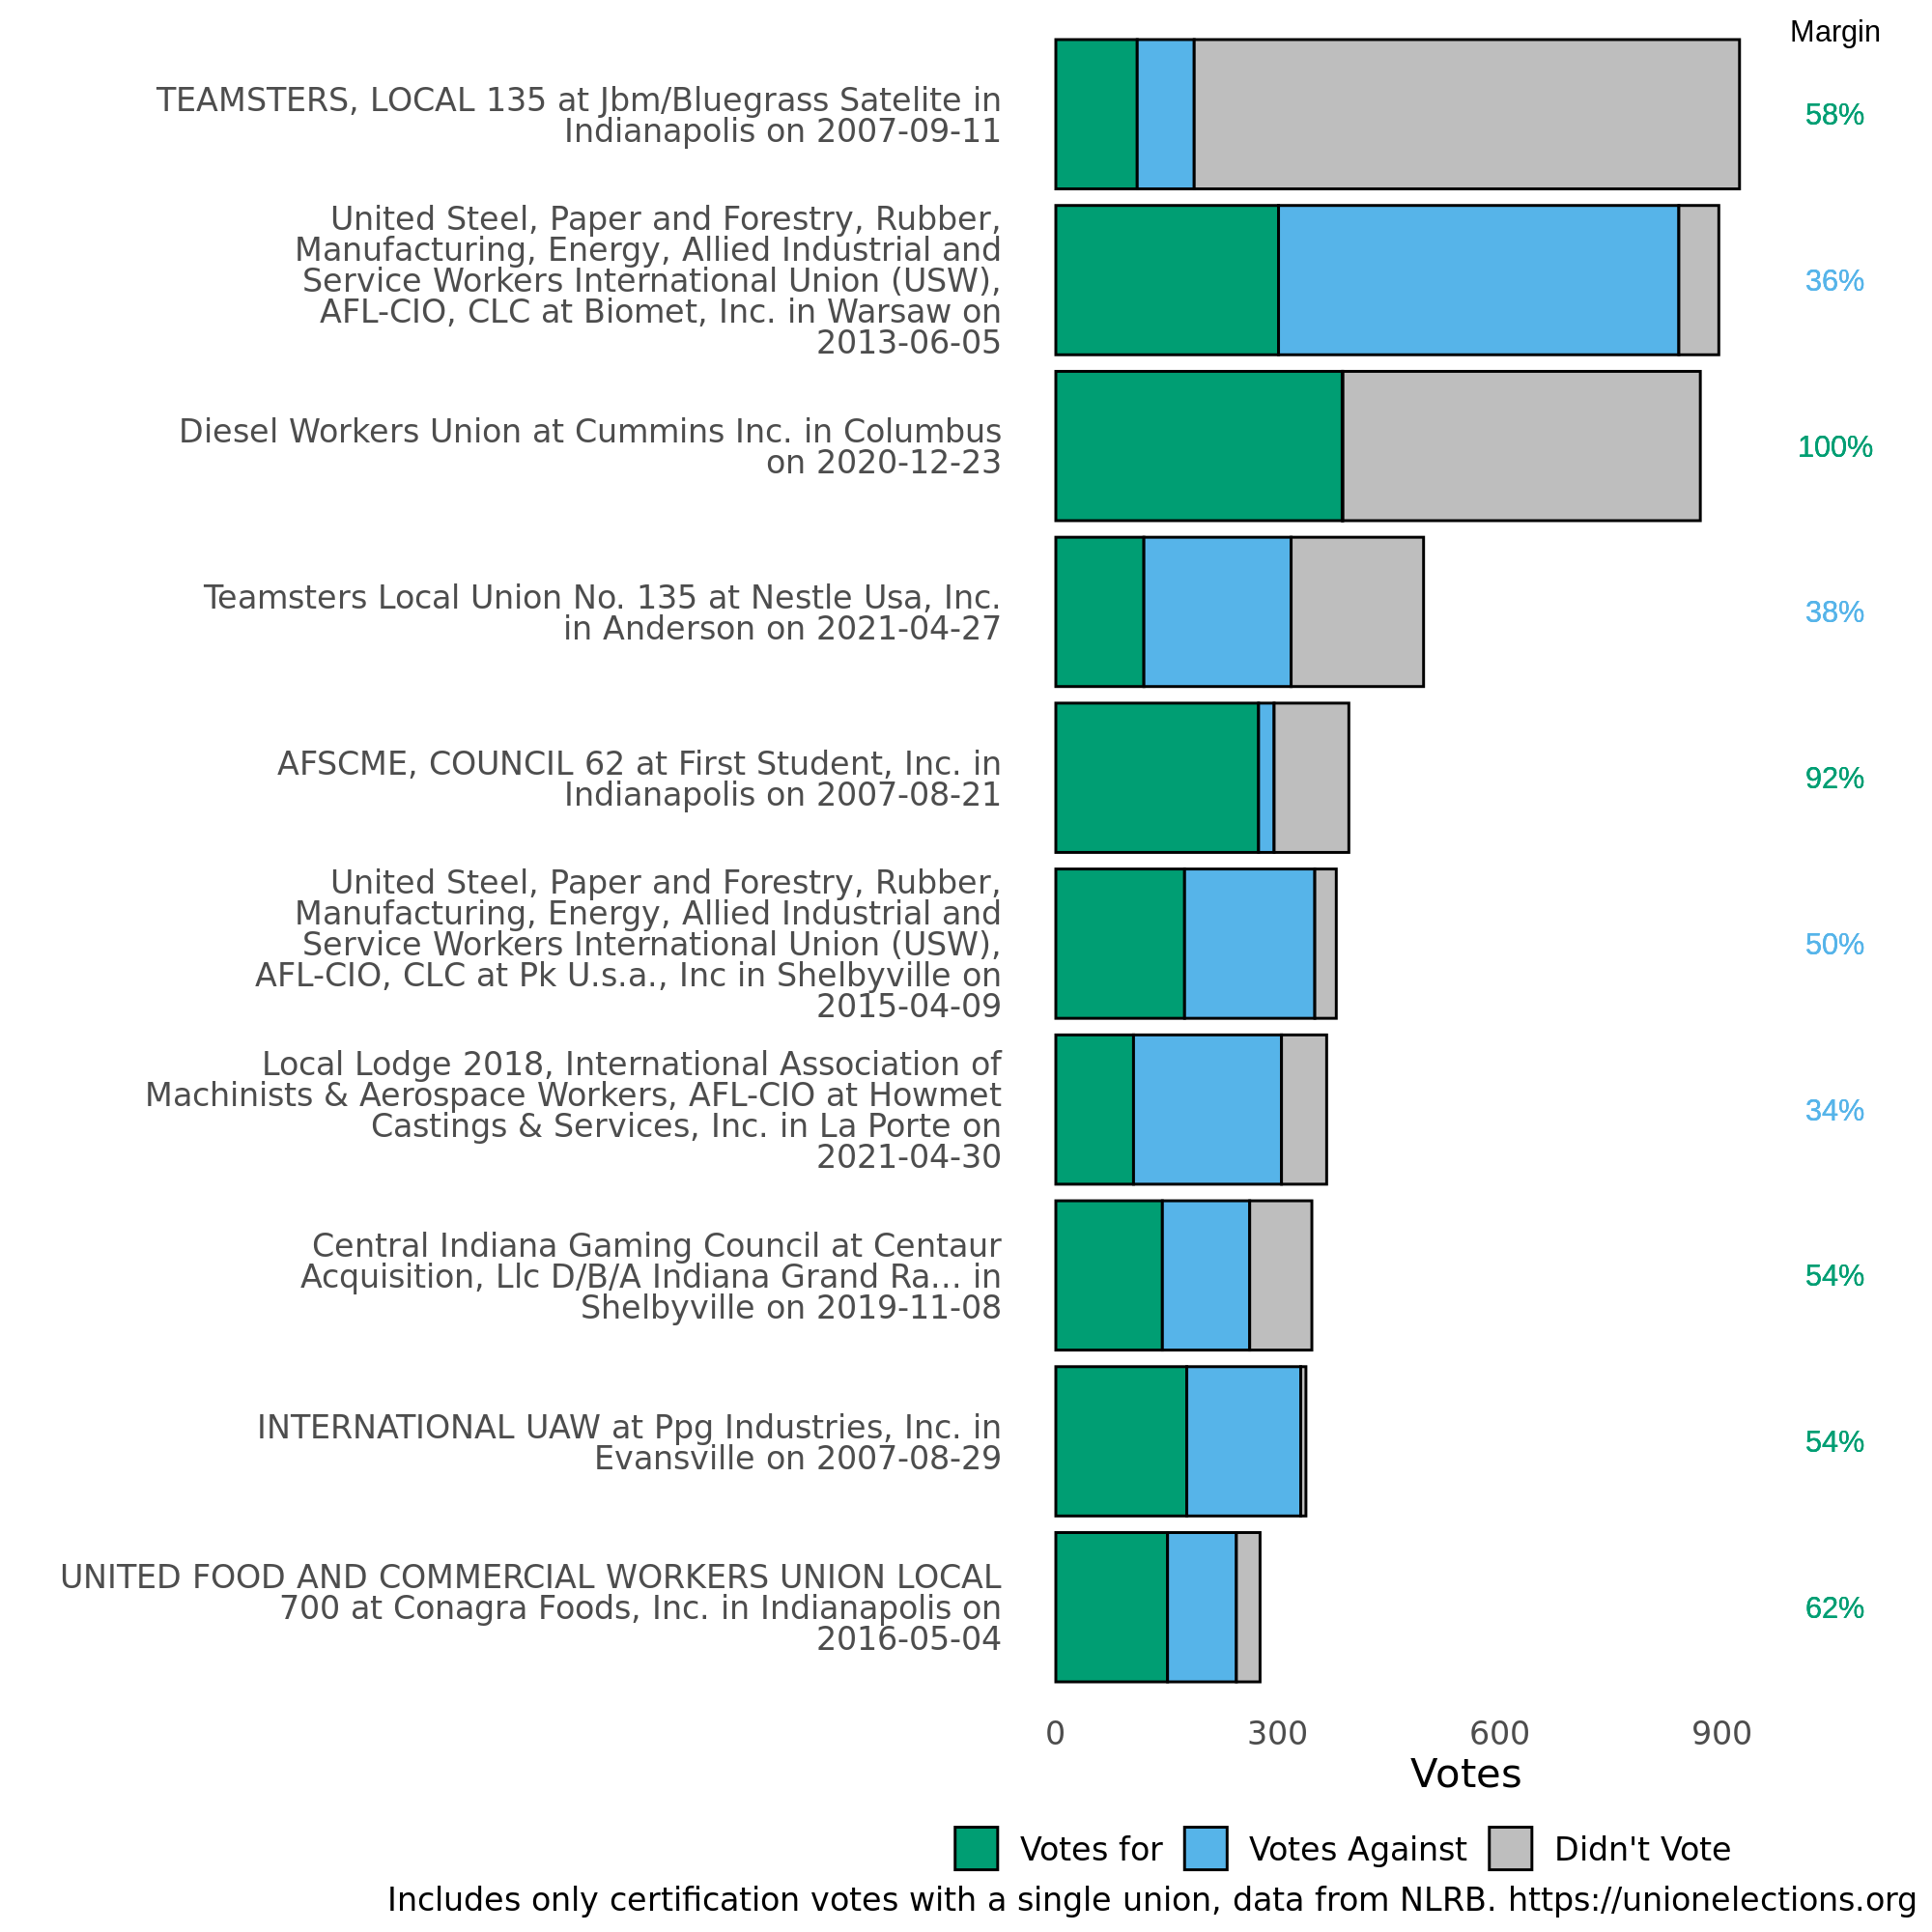 Margin
TEAMSTERS, LOCAL 135 at Jbm/Bluegrass Satelite in
Indianapolis on 2007-09-11
58%
United Steel, Paper and Forestry, Rubber,
Manufacturing, Energy, Allied Industrial and
Service Workers International Union (USW),
AFL-CIO, CLC at Biomet, Inc. in Warsaw on
2013-06-05
36%
Diesel Workers Union at Cummins Inc. in Columbus
on 2020-12-23
100%
Teamsters Local Union No. 135 at Nestle Usa, Inc.
in Anderson on 2021-04-27
38%
AFSCME, COUNCIL 62 at First Student, Inc. in
Indianapolis on 2007-08-21
92%
United Steel, Paper and Forestry, Rubber,
Manufacturing, Energy, Allied Industrial and
Service Workers International Union (USW),
AFL-CIO, CLC at Pk U.s.a., Inc in Shelbyville on
2015-04-09
50%
Local Lodge 2018, International Association of
Machinists & Aerospace Workers, AFL-CIO at Howmet
Castings & Services, Inc. in La Porte on
2021-04-30
34%
Central Indiana Gaming Council at Centaur
Acquisition, Llc D/B/A Indiana Grand Ra... in
Shelbyville on 2019-11-08
54%
INTERNATIONAL UAW at Ppg Industries, Inc. in
Evansville on 2007-08-29
54%
UNITED FOOD AND COMMERCIAL WORKERS UNION LOCAL
700 at Conagra Foods, Inc. in Indianapolis on
2016-05-04
62%
0 300 600 900
Votes
Votes for Votes Against Didn't Vote
Includes only certification votes with a single union, data from NLRB. https://unionelections.org